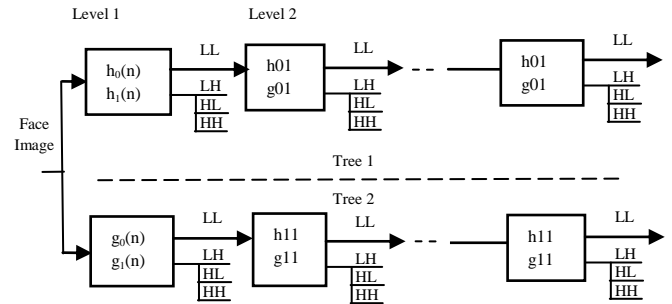 Level 1
Level 2
LL
LL
LL
h₀(n)
h₁(n)
h01
g01
h01
g01
LH
HL
HH
LH
HL
HH
LH
HL
HH
Face
Image
Tree 1
Tree 2
LL
LL
LL
g₀(n)
g₁(n)
h11
g11
h11
g11
LH
HL
HH
LH
HL
HH
LH
HL
HH